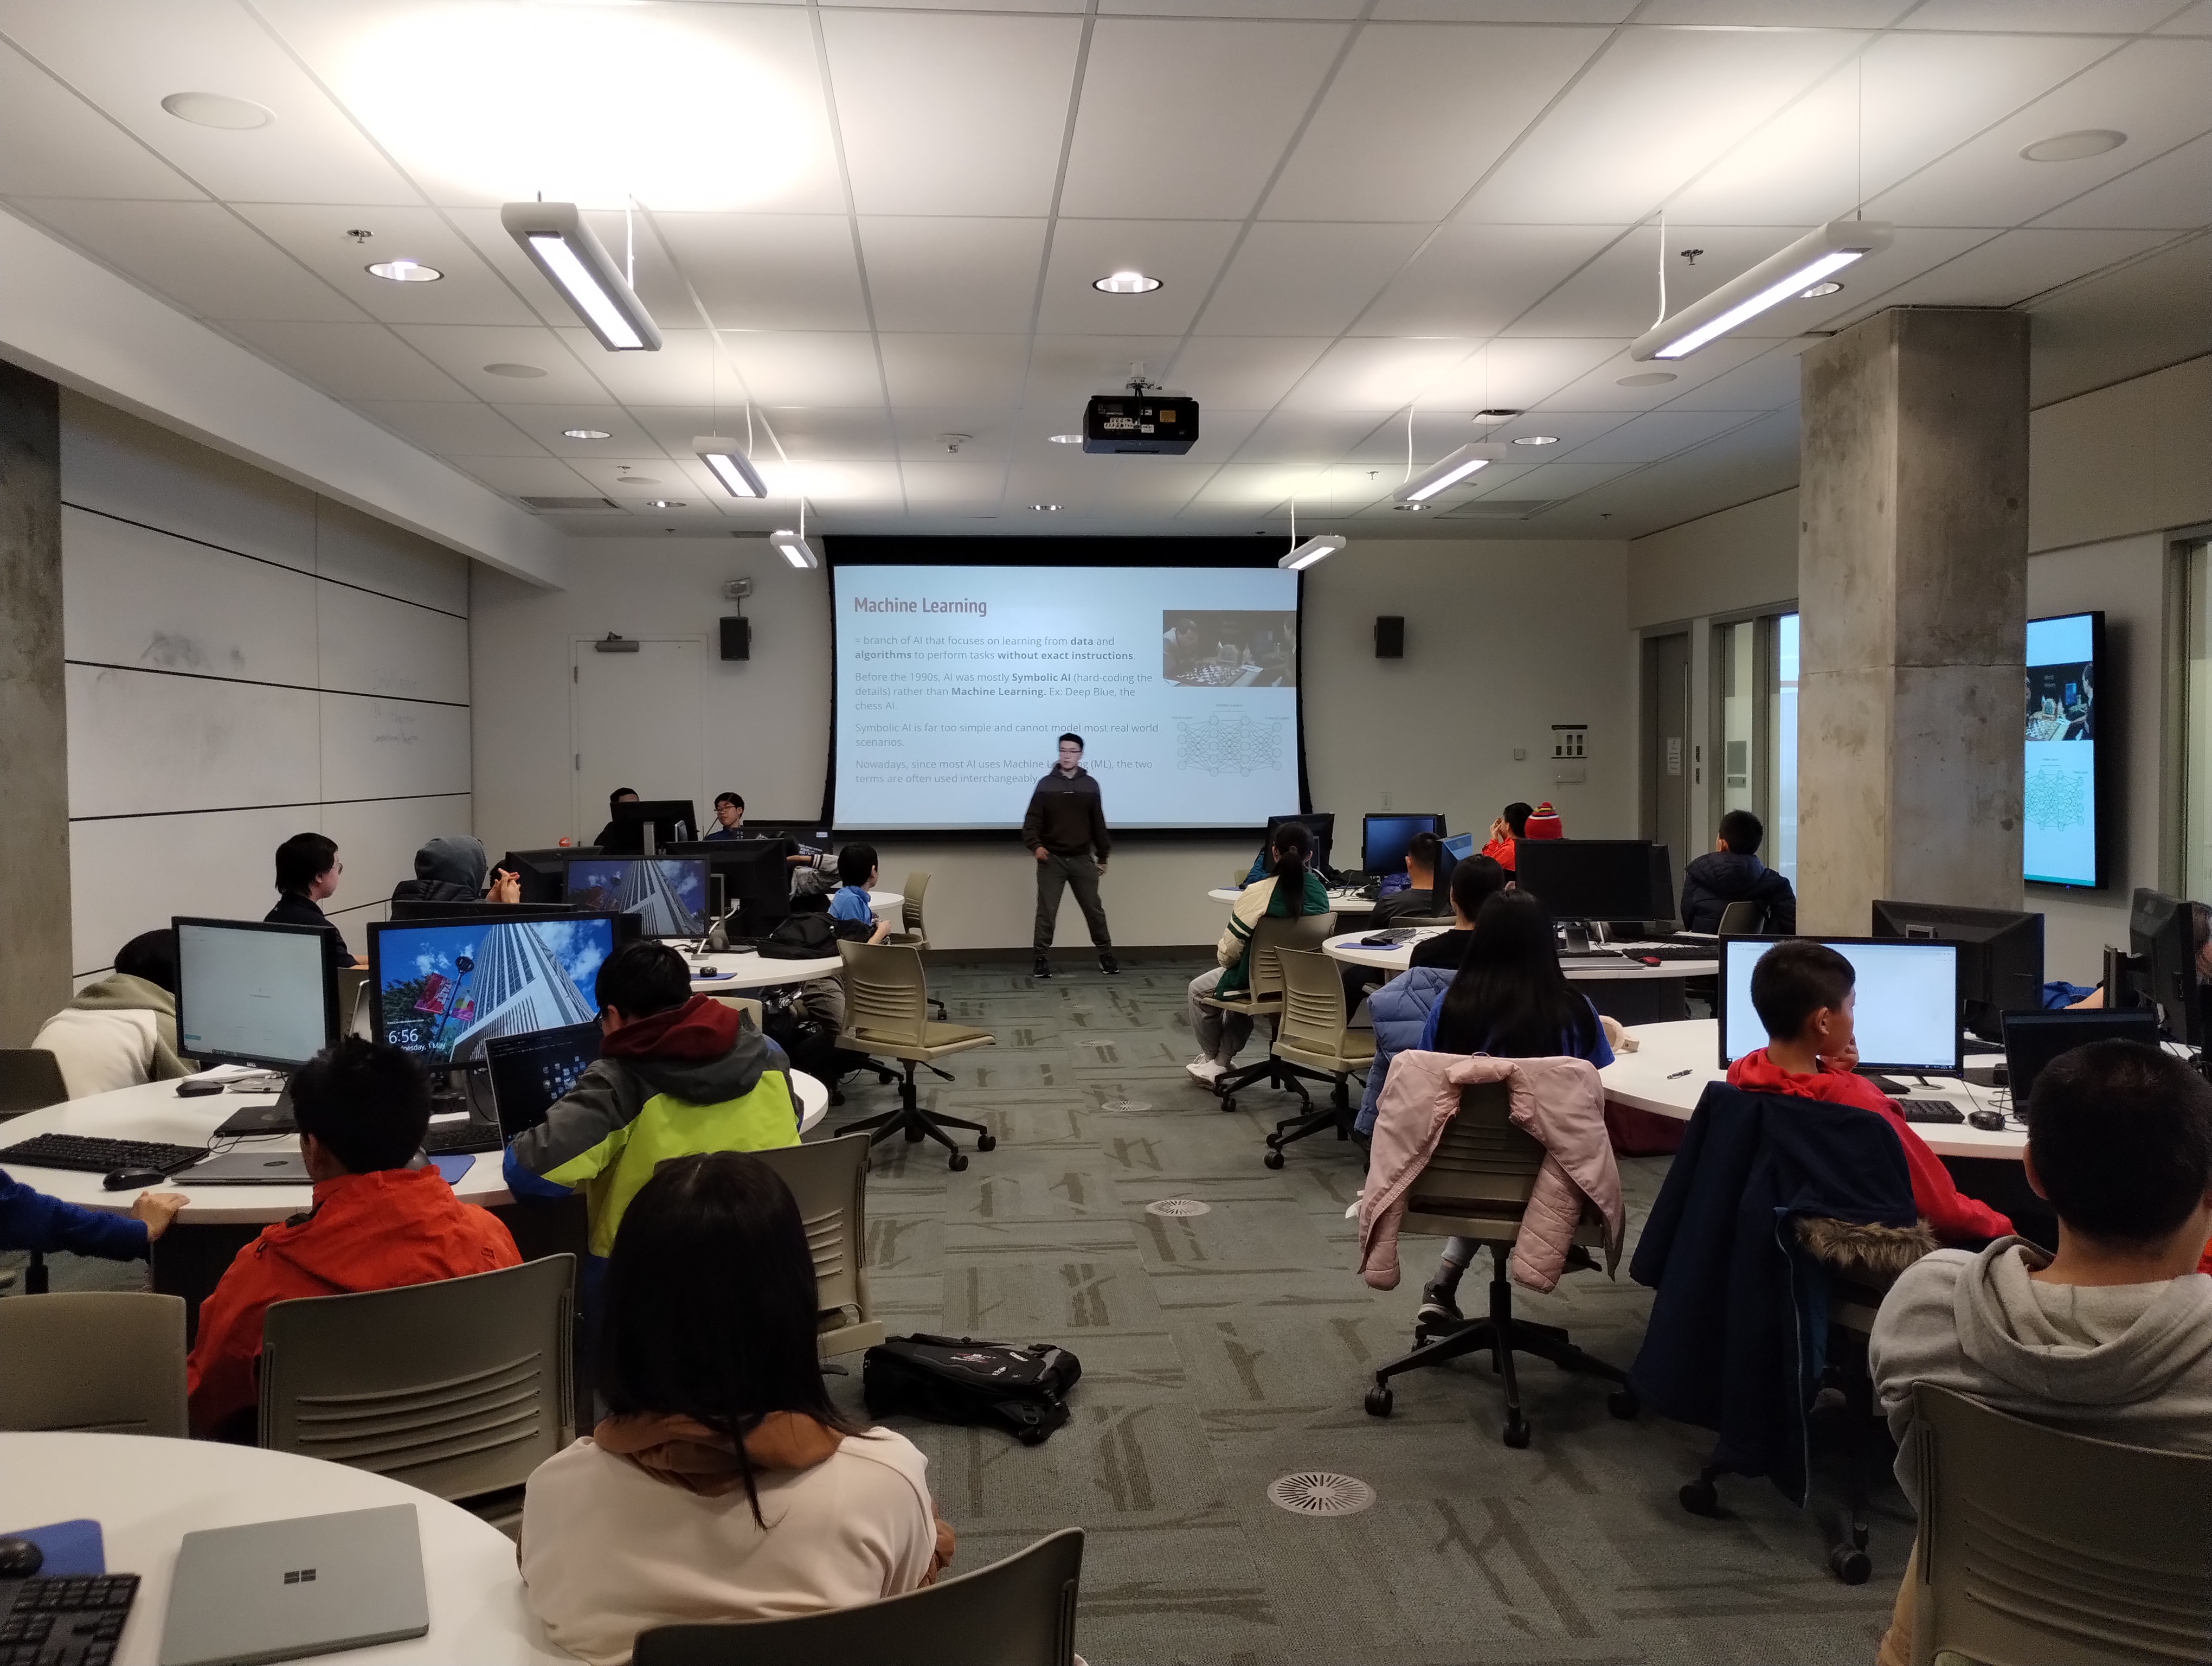 Machine Learning
= branch of AI that focuses on learning from data and
algorithms to perform tasks without exact instructions.
Before the 1990s, AI was mostly Symbolic AI (hard-coding the
details) rather than Machine Learning. Ex: Deep Blue, the
chess AI.
Symbolic AI is far too simple and cannot model most real world
scenarios.
Nowadays, since most AI uses Machine (ML), the two
terms are often used interchangeably
6:56